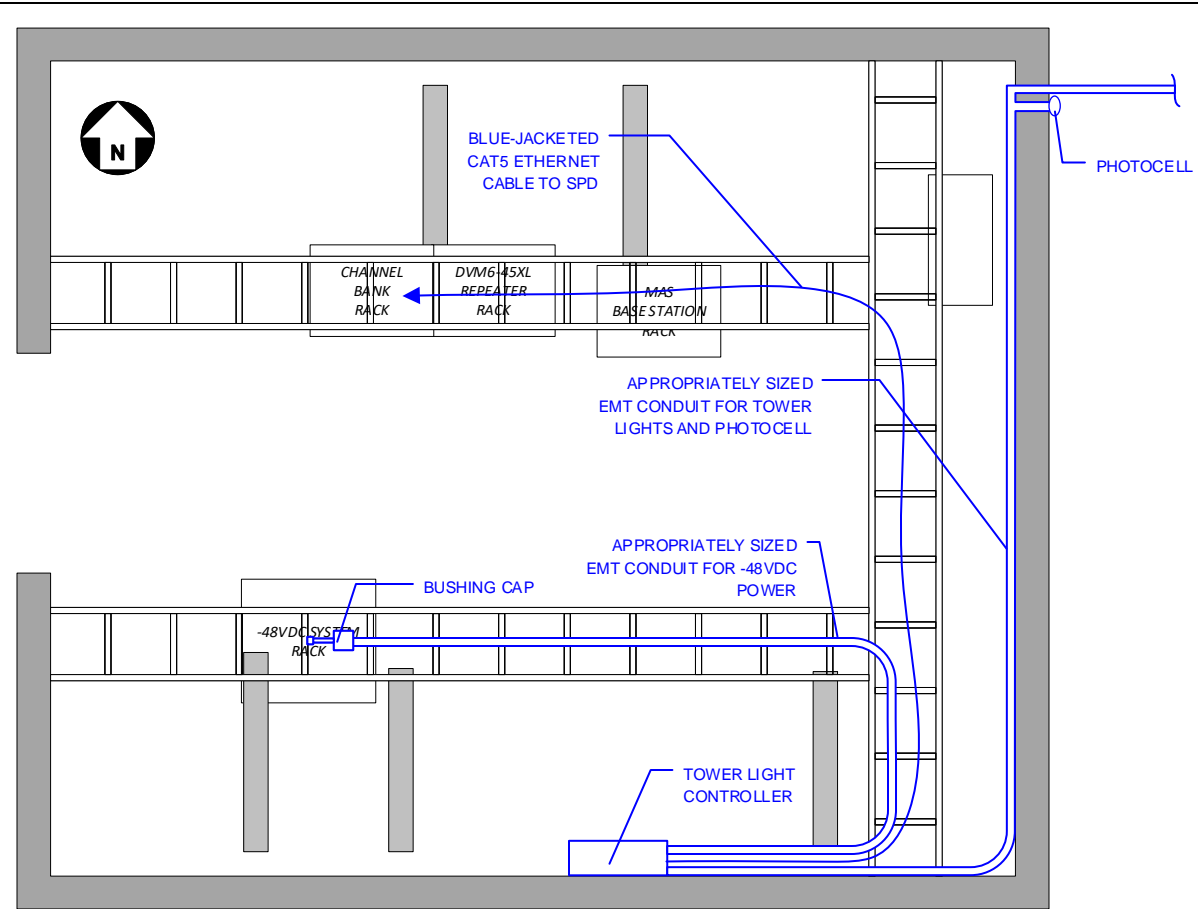 N
BLUE-JACKETED
CAT5 ETHERNET
CABLE TO SPD
PHOTOCELL
CHANNEL
BANK
RACK
DVM6-45XL
REPEATER
RACK
MAS
BASE STATION
RACK
APPROPRIATELY SIZED
EMT CONDUIT FOR TOWER
LIGHTS AND PHOTOCELL
APPROPRIATELY SIZED
EMT CONDUIT FOR -48VDC
POWER
BUSHING CAP
-48VDC SYSTEM
RACK
TOWER LIGHT
CONTROLLER